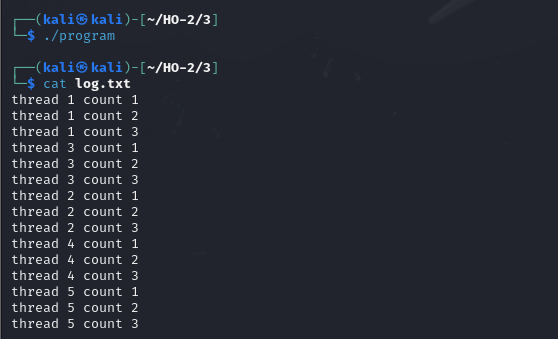 ┌──(kali㉿kali)-[~/HO-2/3]
└─$ ./program
┌──(kali㉿kali)-[~/HO-2/3]
└─$ cat log.txt
thread 1 count 1
thread 1 count 2
thread 1 count 3
thread 3 count 1
thread 3 count 2
thread 3 count 3
thread 2 count 1
thread 2 count 2
thread 2 count 3
thread 4 count 1
thread 4 count 2
thread 4 count 3
thread 5 count 1
thread 5 count 2
thread 5 count 3